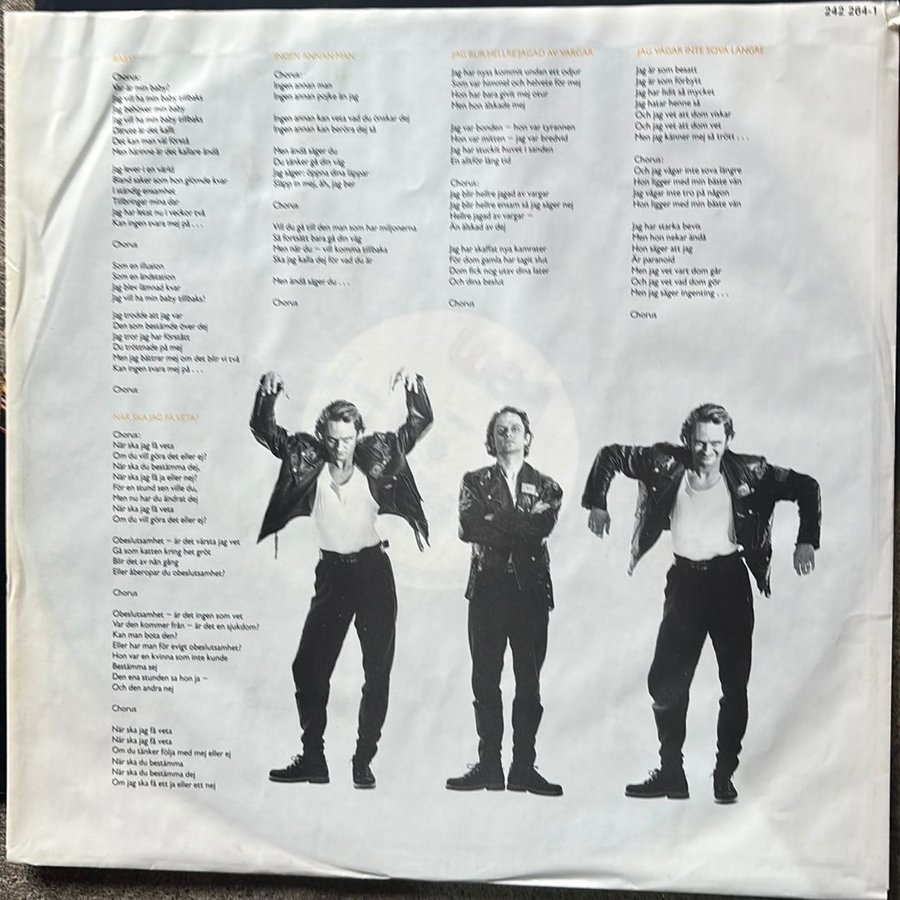 242 264-1
BABY
Chorus:
Var är min baby?
Jag vill ha min baby tillbaks
Jag behöver min baby
Jag vill ha min baby tillbaks
Därute är det kallt
Det kan man väl förstå
Men härinne är det kallare ändå
Jag lever i en värld
Bland saker som hon glömde kvar
I ständig ensamhet
Tillbringar mina dar
Jag har letat nu i veckor två
Kan ingen svara mej på . . .
Chorus
Som en illusion
Som en ändstation
Jag blev lämnad kvar
Jag vill ha min baby tillbaks!
Jag trodde att jag var
Den som bestämde över dej
Jag tror jag har förstått
Du tröttnade på mej
Men jag bättrar mej om det blir vi två
Kan ingen svara mej på . . .
Chorus
NÄR SKA JAG FÅ VETA?
Chorus:
När ska jag få veta
Om du vill göra det eller ej?
När ska du bestämma dej,
När ska jag få ja eller nej?
För en stund sen ville du,
Men nu har du ändrat dej
När ska jag få veta
Om du vill göra det eller ej?
Obeslutsamhet – är det värsta jag vet
Gå som katten kring het gröt
Blir det av nån gång
Eller åberopar du obeslutsamhet?
Chorus
Obeslutsamhet – är det ingen som vet
Var den kommer från – är det en sjukdom?
Kan man bota den?
Eller har man för evigt obeslutsamhet?
Hon var en kvinna som inte kunde
Bestämma sej
Den ena stunden sa hon ja –
Och den andra nej
Chorus
När ska jag få veta
När ska jag få veta
Om du tänker följa med mej eller ej
När ska du bestämma
När ska du bestämma dej
Om jag ska få ett ja eller ett nej
INGEN ANNAN MAN
Chorus:
Ingen annan man
Ingen annan pojke än jag
Ingen annan kan veta vad du önskar dej
Ingen annan kan beröra dej så
Men ändå säger du
Du tänker gå din väg
Jag säger: öppna dina läppar
Släpp in mej, åh, jag ber
Chorus
Vill du gå till den man som har miljonerna
Så fortsätt bara gå din väg
Men när du – vill komma tillbaka
Ska jag kalla dej för vad du är
Men ändå säger du . . .
Chorus
JAG BLIR HELLRE JAGAD AV VARGAR
Jag har nyss kommit undan ett odjur
Som var himmel och helvete för mej
Hon har bara givit mej otur
Men hon älskade mej
Jag var bonden – hon var tyrannen
Hon var mitten – jag var bredvid
Jag har stuckit huvet i sanden
En alltför lång tid
Chorus:
Jag blir hellre jagad av vargar
Jag blir hellre ensam så jag säger nej
Hellre jagad av vargar –
Än älskad av dej
Jag har skaffat nya kamrater
För dom gamla har tagit slut
Dom fick nog utav dina later
Och dina beslut
Chorus
JAG VÅGAR INTE SOVA LÄNGRE
Jag är som besatt
Jag är som förbytt
Jag har lidit så mycket
Jag hatar henne så
Och jag vet att dom viskar
Och jag vet att dom vet
Men jag känner mej så trött . . .
Chorus:
Och jag vågar inte sova längre
Hon ligger med min bäste vän
Jag vågar inte tro på någon
Hon ligger med min bäste vän
Jag har starka bevis
Men hon nekar ändå
Hon säger att jag
Är paranoid
Men jag vet vart dom går
Och jag vet vad dom gör
Men jag säger ingenting . . .
Chorus